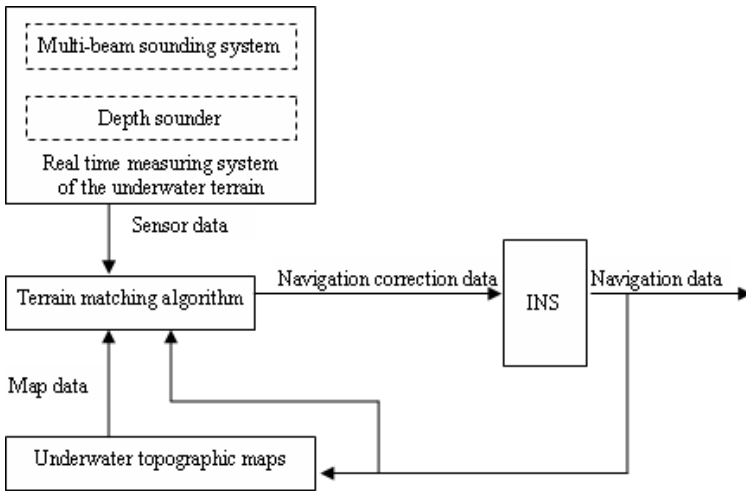 Multi-beam sounding system
Depth sounder
Real time measuring system
of the underwater terrain
Sensor data
Terrain matching algorithm
Navigation correction data
INS
Navigation data
Map data
Underwater topographic maps